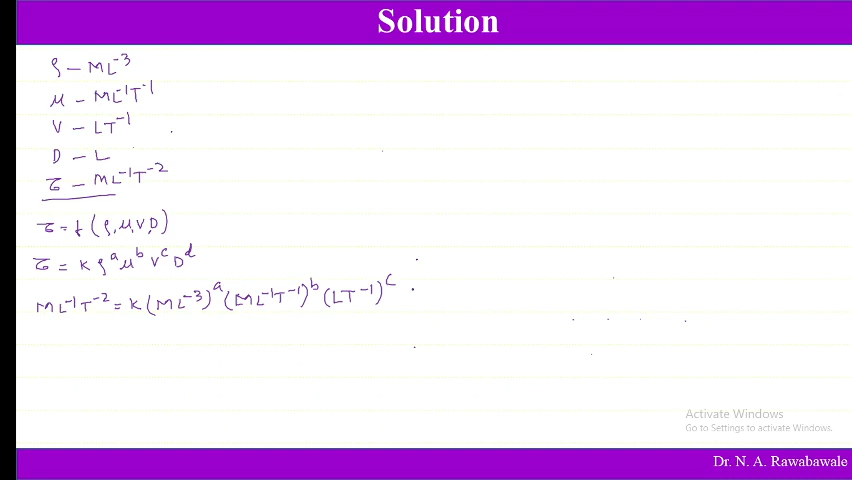 Solution
ρ - ML⁻³
μ - ML⁻¹T⁻¹
V - LT⁻¹
D - L
τ - ML⁻¹T⁻²
τ = f (ρ, μ, V, D)
τ = K ρᵃ μᵇ Vᶜ Dᵈ
ML⁻¹T⁻² = K (ML⁻³)ᵃ (ML⁻¹T⁻¹)ᵇ (LT⁻¹)ᶜ
Activate Windows
Go to Settings to activate Windows.
Dr. N. A. Rawabawale